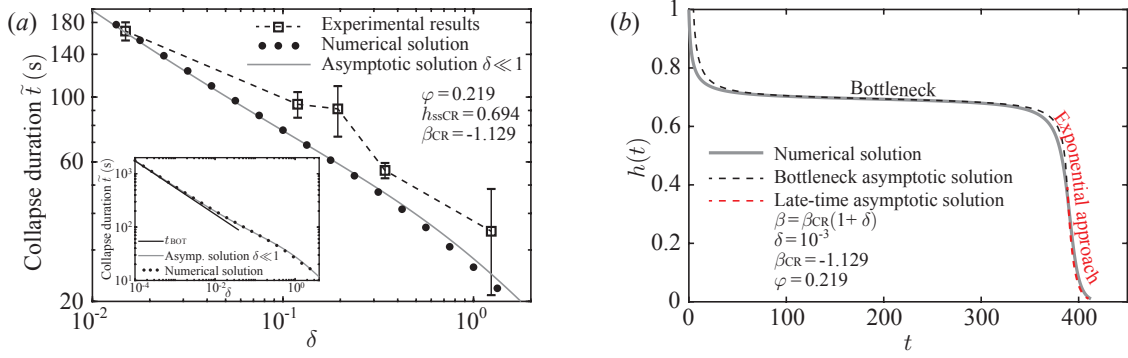 (a)
180
140
100
60
20
Collapse duration t̃ (s)
Experimental results
Numerical solution
Asymptotic solution δ≪1
φ=0.219
hssCR=0.694
βCR=-1.129
Collapse duration t̃ (s)
10³
10²
10¹
tBOT
Asymp. solution δ≪1
Numerical solution
10⁻⁴
10⁻²
10⁰
δ
10⁻²
10⁻¹
10⁰
δ
(b)
1
0.8
0.6
0.4
0.2
0
h(t)
Bottleneck
Exponential approach
Numerical solution
Bottleneck asymptotic solution
Late-time asymptotic solution
β=βCR(1+ δ)
δ=10⁻³
βCR=-1.129
φ=0.219
0
100
200
300
400
t